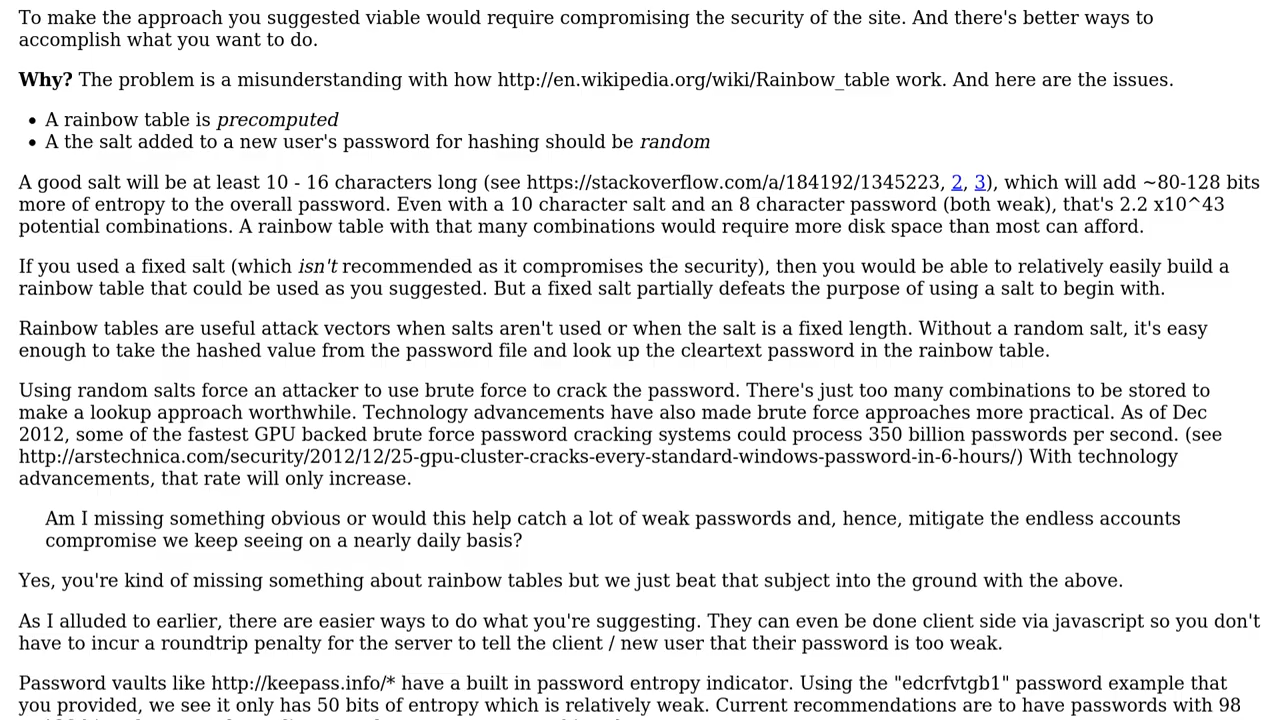 To make the approach you suggested viable would require compromising the security of the site. And there's better ways to
accomplish what you want to do.
Why? The problem is a misunderstanding with how http://en.wikipedia.org/wiki/Rainbow_table work. And here are the issues.
• A rainbow table is precomputed
• A the salt added to a new user's password for hashing should be random
A good salt will be at least 10 - 16 characters long (see https://stackoverflow.com/a/184192/1345223, 2, 3), which will add ~80-128 bits
more of entropy to the overall password. Even with a 10 character salt and an 8 character password (both weak), that's 2.2 x10^43
potential combinations. A rainbow table with that many combinations would require more disk space than most can afford.
If you used a fixed salt (which isn't recommended as it compromises the security), then you would be able to relatively easily build a
rainbow table that could be used as you suggested. But a fixed salt partially defeats the purpose of using a salt to begin with.
Rainbow tables are useful attack vectors when salts aren't used or when the salt is a fixed length. Without a random salt, it's easy
enough to take the hashed value from the password file and look up the cleartext password in the rainbow table.
Using random salts force an attacker to use brute force to crack the password. There's just too many combinations to be stored to
make a lookup approach worthwhile. Technology advancements have also made brute force approaches more practical. As of Dec
2012, some of the fastest GPU backed brute force password cracking systems could process 350 billion passwords per second. (see
http://arstechnica.com/security/2012/12/25-gpu-cluster-cracks-every-standard-windows-password-in-6-hours/) With technology
advancements, that rate will only increase.
Am I missing something obvious or would this help catch a lot of weak passwords and, hence, mitigate the endless accounts
compromise we keep seeing on a nearly daily basis?
Yes, you're kind of missing something about rainbow tables but we just beat that subject into the ground with the above.
As I alluded to earlier, there are easier ways to do what you're suggesting. They can even be done client side via javascript so you don't
have to incur a roundtrip penalty for the server to tell the client / new user that their password is too weak.
Password vaults like http://keepass.info/* have a built in password entropy indicator. Using the "edcrfvtgb1" password example that
you provided, we see it only has 50 bits of entropy which is relatively weak. Current recommendations are to have passwords with 98